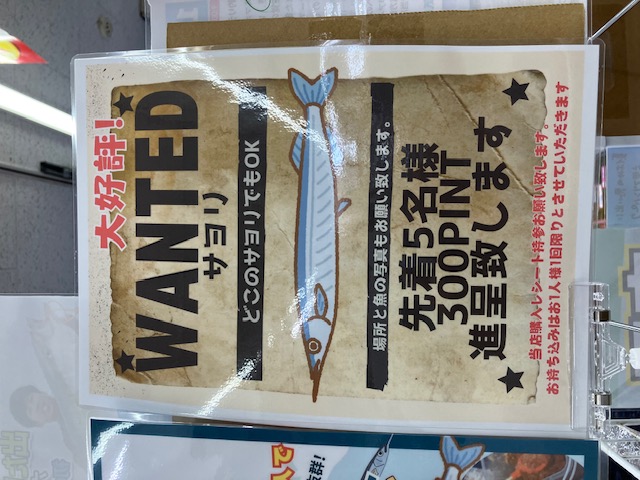 大好評!
WANTED
サヨリ
どこのサヨリでもOK
場所と魚の写真もお願い致します。
先着5名様
300PINT
進呈致します
当店購入レシート持参お願い致します。
お持ち込みはお1人様1回限りとさせていただきます